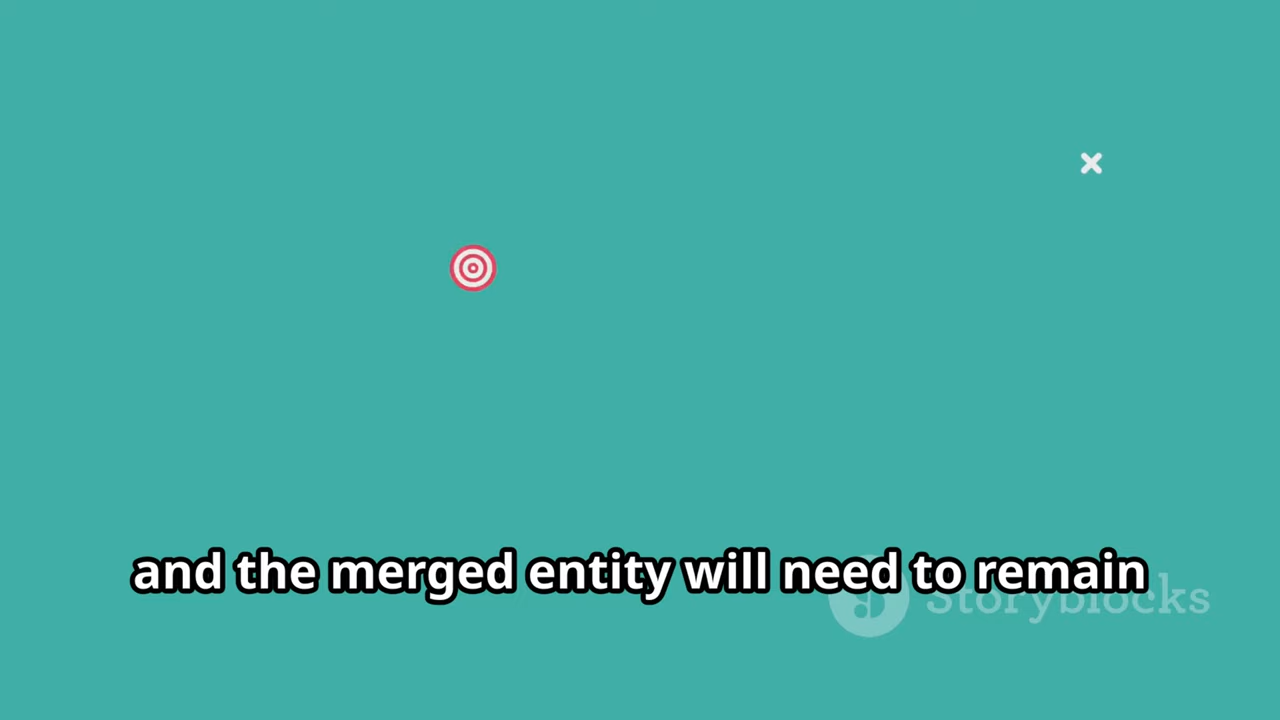 and the merged entity will need to remain
Storyblocks